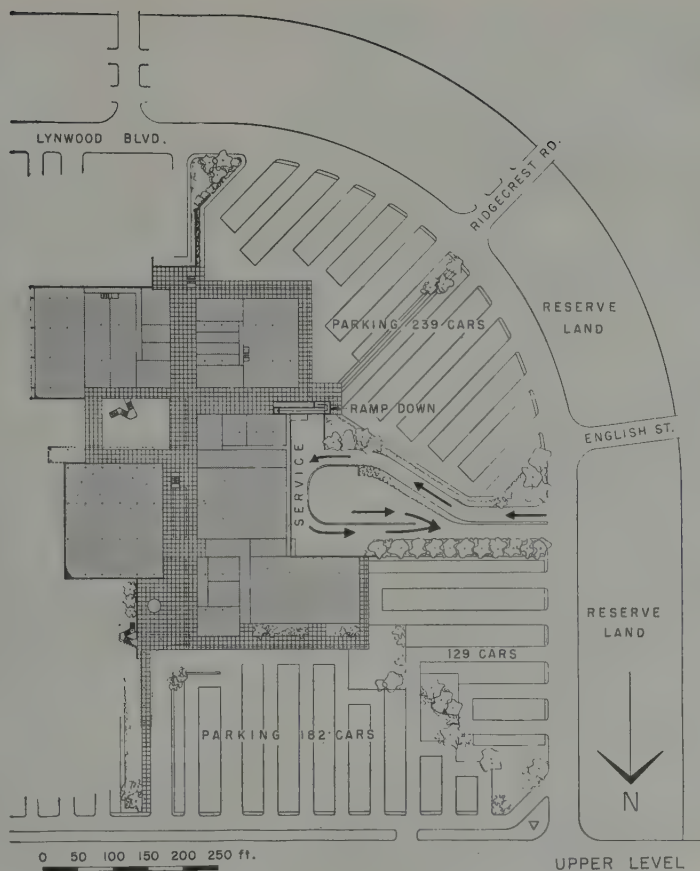 LYNWOOD BLVD.
RIDGECREST RD.
RESERVE
LAND
PARKING 239 CARS
RAMP DOWN
ENGLISH ST.
SERVICE
RESERVE
LAND
129 CARS
PARKING 182 CARS
N
0 50 100 150 200 250 ft.
UPPER LEVEL